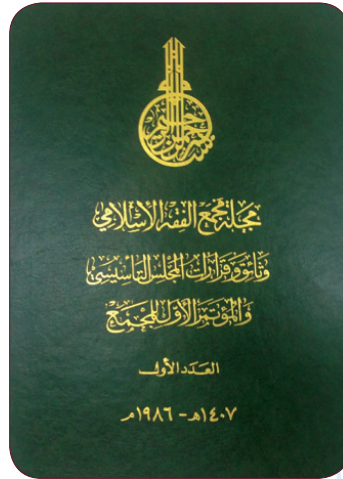 بسم الله الرحمن الرحيم
مجلة مجمع الفقه الإسلامي
وثائق وقرارات المجلس التأسيسي
والمؤتمر الأول للمجمع
العدد الأول
١٤٠٧هـ - ١٩٨٦م